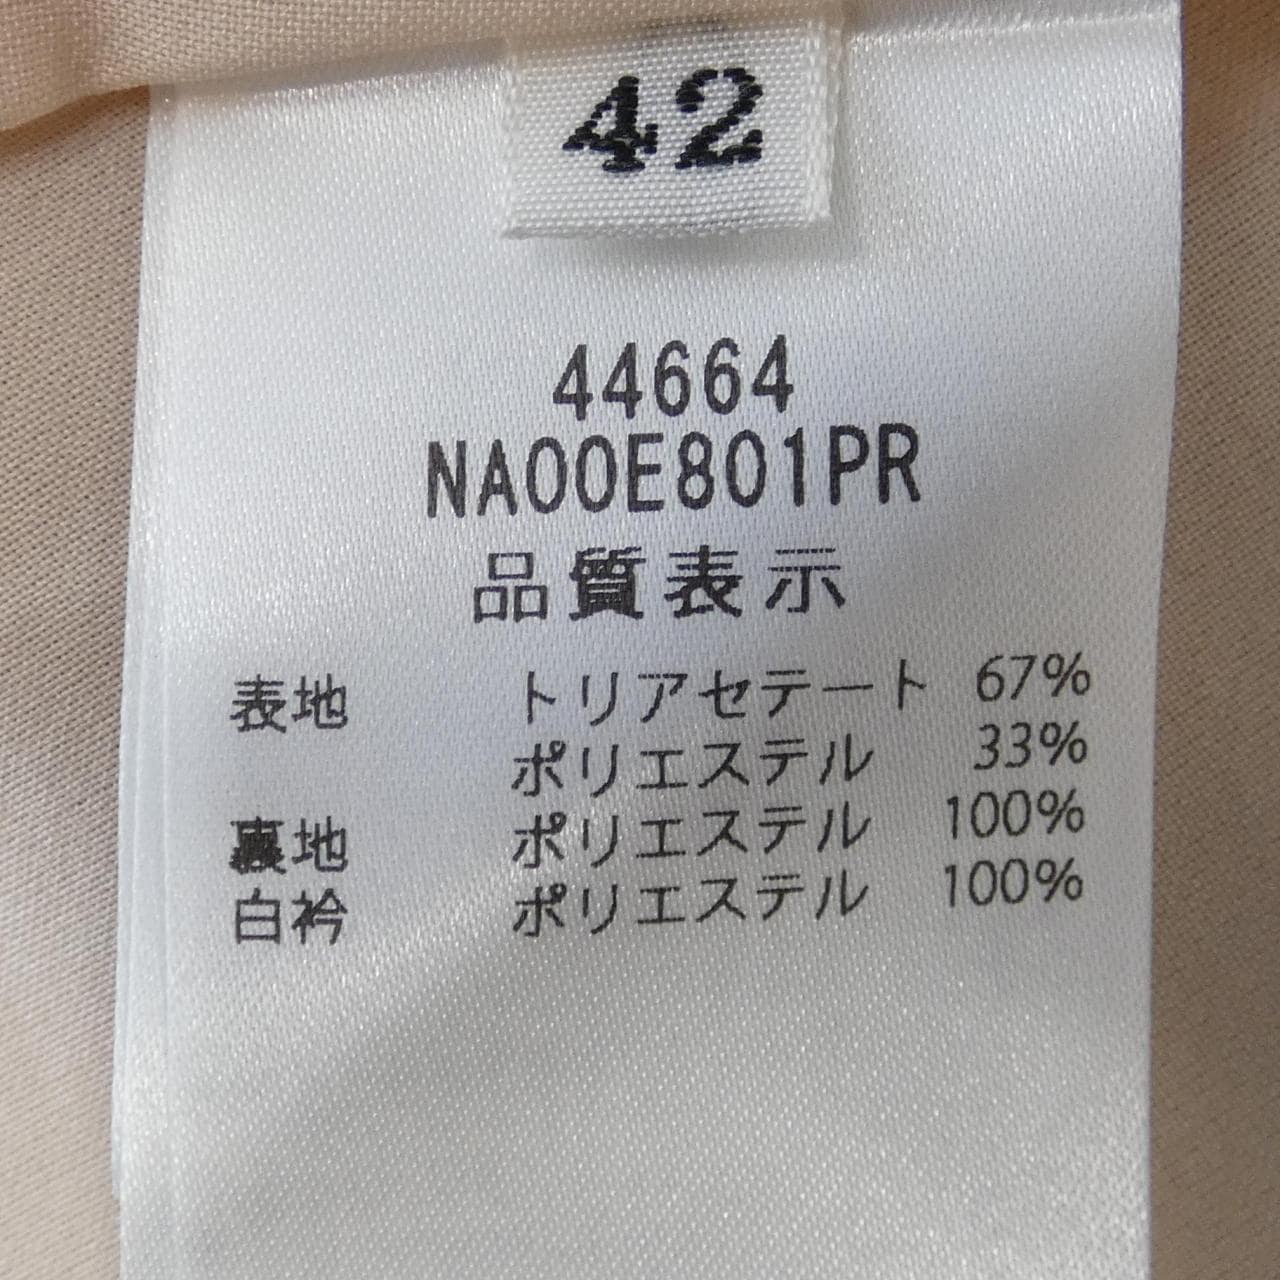 42
44664
NA00E801PR
品質表示
表地 トリアセテート 67%
ポリエステル 33%
裏地 ポリエステル 100%
白衿 ポリエステル 100%